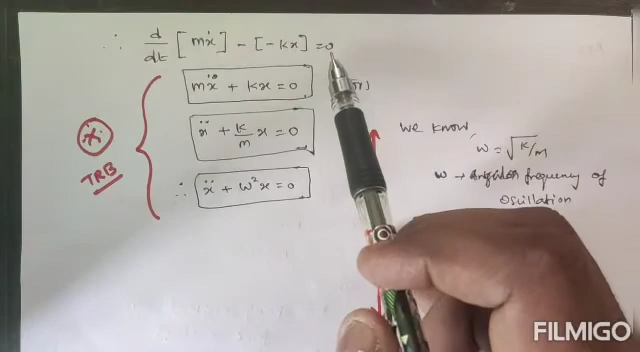 ∴ d/dt [mẋ] - [-kx] = 0
mẍ + kx = 0
ẍ + k/m x = 0
∴ ẍ + ω²x = 0
TRB
We know,
ω = √k/m
ω → frequency of
oscillation
FILMIGO